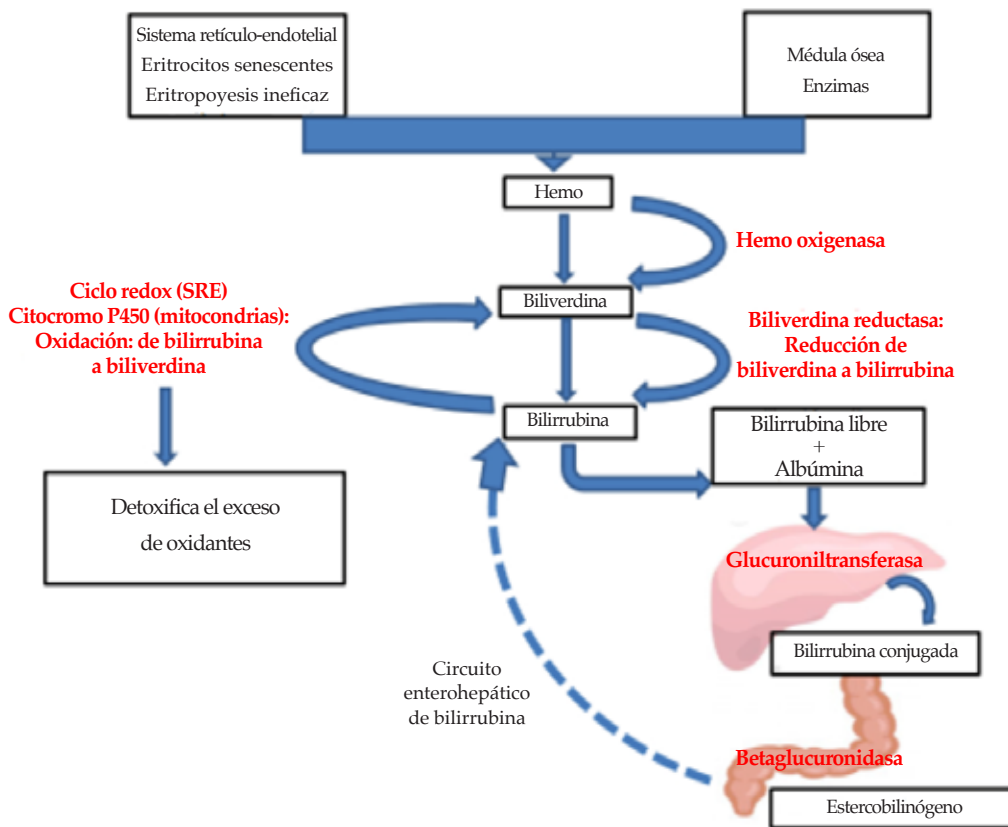 Sistema retículo-endotelial
Eritrocitos senescentes
Eritropoyesis ineficaz
Médula ósea
Enzimas
Hemo
Hemo oxigenasa
Ciclo redox (SRE)
Citocromo P450 (mitocondrias):
Oxidación: de bilirrubina
a biliverdina
Biliverdina
Biliverdina reductasa:
Reducción de
biliverdina a bilirrubina
Bilirrubina
Bilirrubina libre
+
Albúmina
Detoxifica el exceso
de oxidantes
Glucuroniltransferasa
Bilirrubina conjugada
Circuito
enterohepático
de bilirrubina
Betaglucuronidasa
Estercobilinógeno